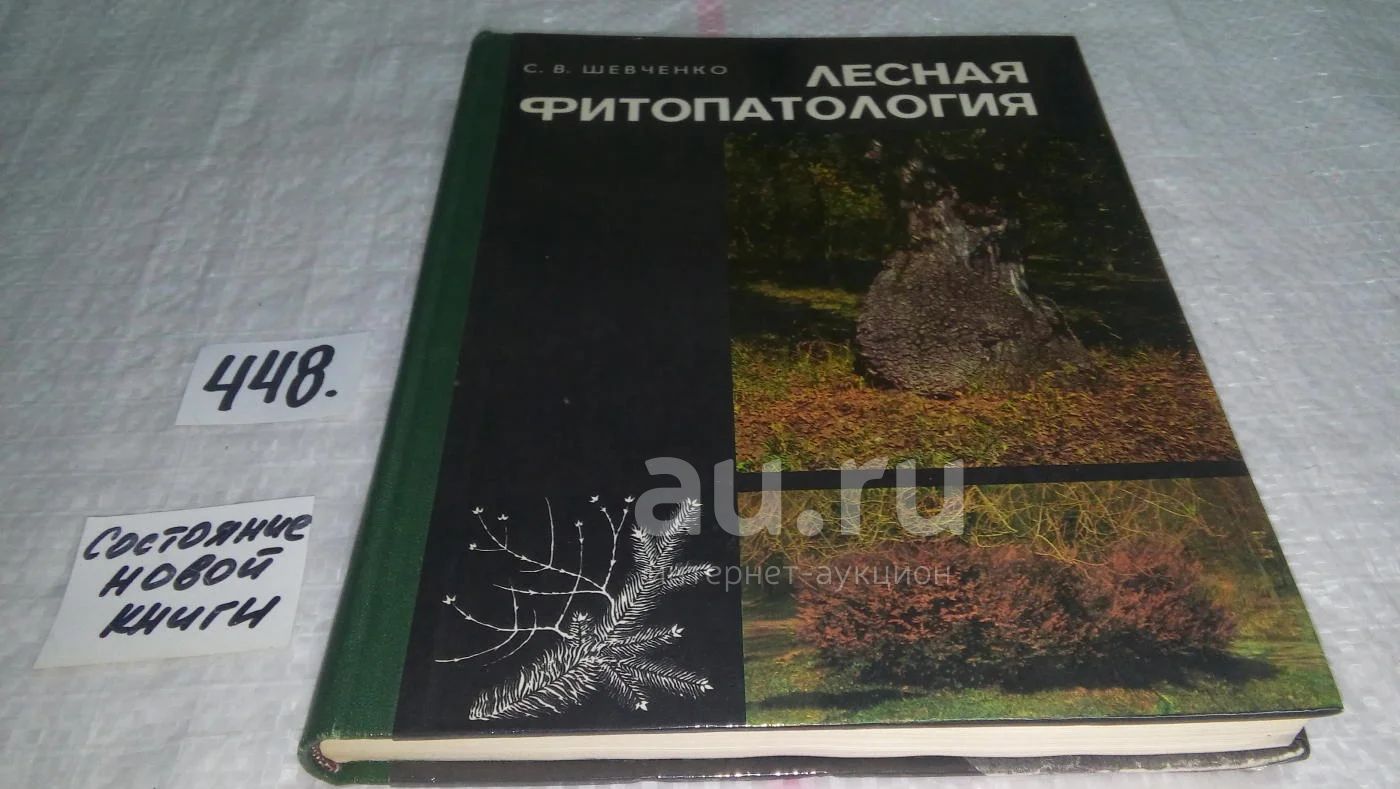 С. В. ШЕВЧЕНКО
ЛЕСНАЯ
ФИТОПАТОЛОГИЯ
448.
Состояние
новой
книги
au.ru
интернет-аукцион